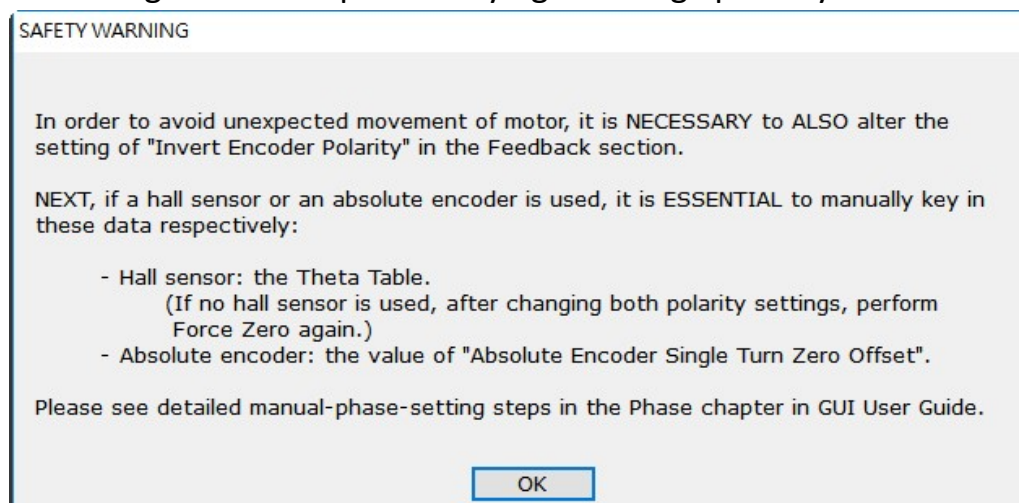 SAFETY WARNING
In order to avoid unexpected movement of motor, it is NECESSARY to ALSO alter the
setting of "Invert Encoder Polarity" in the Feedback section.
NEXT, if a hall sensor or an absolute encoder is used, it is ESSENTIAL to manually key in
these data respectively:
- Hall sensor: the Theta Table.
(If no hall sensor is used, after changing both polarity settings, perform
Force Zero again.)
- Absolute encoder: the value of "Absolute Encoder Single Turn Zero Offset".
Please see detailed manual-phase-setting steps in the Phase chapter in GUI User Guide.
OK